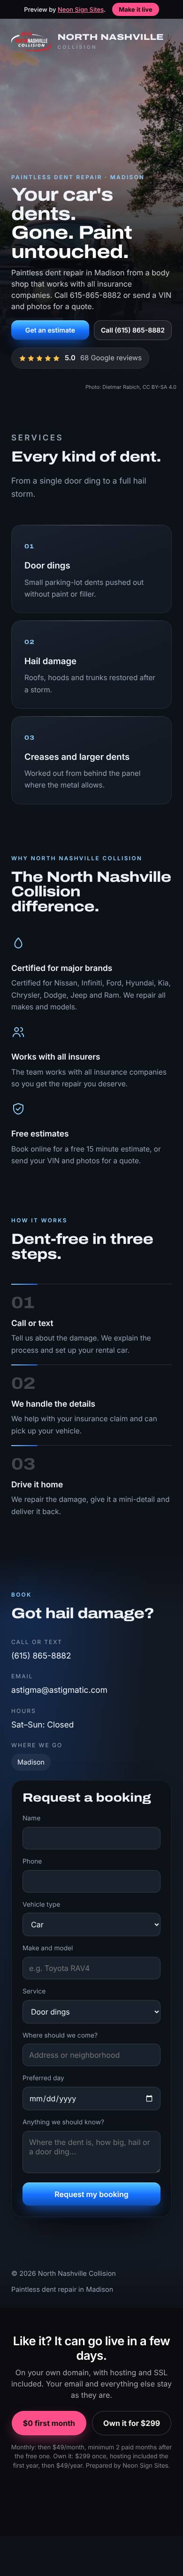 Preview by Neon Sign Sites. Make it live
NASHVILLE
COLLISION
NORTH NASHVILLE
COLLISION
PAINTLESS DENT REPAIR · MADISON
Your car's
dents.
Gone. Paint
untouched.
Paintless dent repair in Madison from a body
shop that works with all insurance
companies. Call 615-865-8882 or send a VIN
and photos for a quote.
Get an estimate
Call (615) 865-8882
★★★★★ 5.0 68 Google reviews
Photo: Dietmar Rabich, CC BY-SA 4.0
SERVICES
Every kind of dent.
From a single door ding to a full hail
storm.
01
Door dings
Small parking-lot dents pushed out
without paint or filler.
02
Hail damage
Roofs, hoods and trunks restored after
a storm.
03
Creases and larger dents
Worked out from behind the panel
where the metal allows.
WHY NORTH NASHVILLE COLLISION
The North Nashville
Collision
difference.
Certified for major brands
Certified for Nissan, Infiniti, Ford, Hyundai, Kia,
Chrysler, Dodge, Jeep and Ram. We repair all
makes and models.
Works with all insurers
The team works with all insurance companies
so you get the repair you deserve.
Free estimates
Book online for a free 15 minute estimate, or
send your VIN and photos for a quote.
HOW IT WORKS
Dent-free in three
steps.
01
Call or text
Tell us about the damage. We explain the
process and set up your rental car.
02
We handle the details
We help with your insurance claim and can
pick up your vehicle.
03
Drive it home
We repair the damage, give it a mini-detail and
deliver it back.
BOOK
Got hail damage?
CALL OR TEXT
(615) 865-8882
EMAIL
astigma@astigmatic.com
HOURS
Sat–Sun: Closed
WHERE WE GO
Madison
Request a booking
Name
Phone
Vehicle type
Car
Make and model
e.g. Toyota RAV4
Service
Door dings
Where should we come?
Address or neighborhood
Preferred day
mm/dd/yyyy
Anything we should know?
Where the dent is, how big, hail or
a door ding...
Request my booking
© 2026 North Nashville Collision
Paintless dent repair in Madison
Like it? It can go live in a few
days.
On your own domain, with hosting and SSL
included. Your email and everything else stay
as they are.
$0 first month
Own it for $299
Monthly: then $49/month, minimum 2 paid months after
the free one. Own it: $299 once, hosting included the
first year, then $49/year. Prepared by Neon Sign Sites.